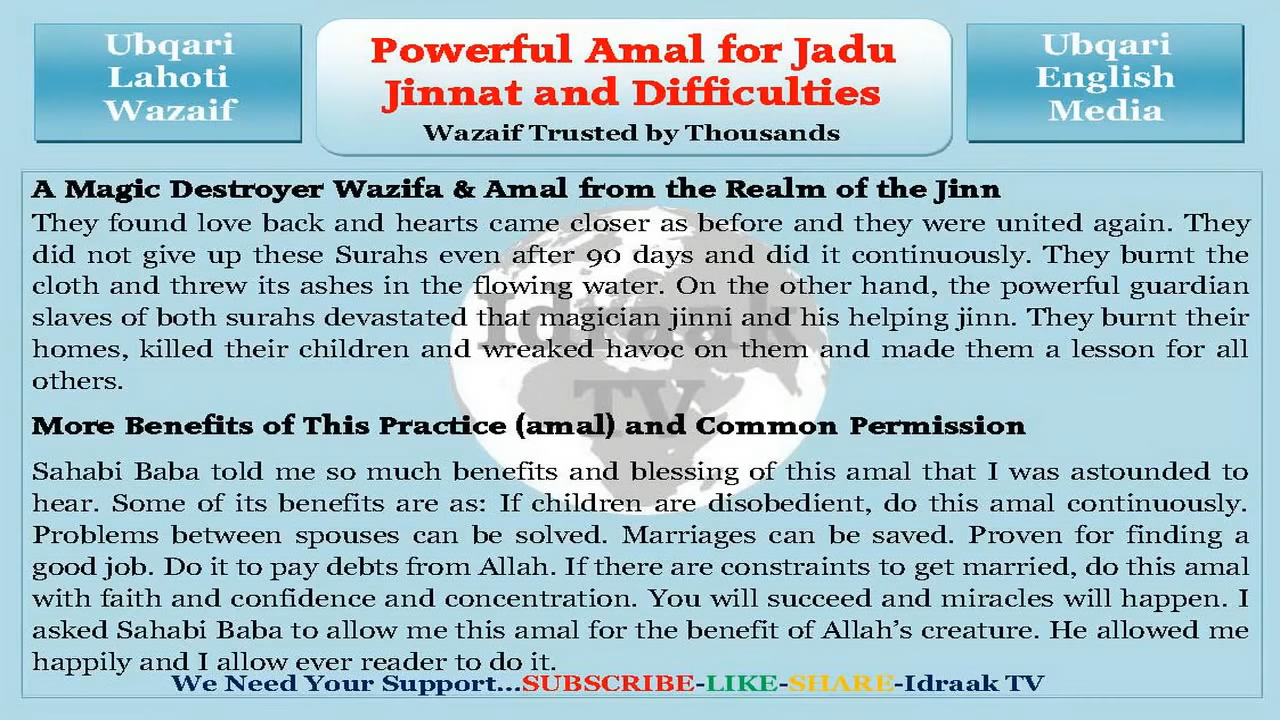 Ubqari
Lahoti
Wazaif
Powerful Amal for Jadu
Jinnat and Difficulties
Wazaif Trusted by Thousands
Ubqari
English
Media
A Magic Destroyer Wazifa & Amal from the Realm of the Jinn
They found love back and hearts came closer as before and they were united again. They
did not give up these Surahs even after 90 days and did it continuously. They burnt the
cloth and threw its ashes in the flowing water. On the other hand, the powerful guardian
slaves of both surahs devastated that magician jinni and his helping jinn. They burnt their
homes, killed their children and wreaked havoc on them and made them a lesson for all
others.
Idraak
TV
More Benefits of This Practice (amal) and Common Permission
Sahabi Baba told me so much benefits and blessing of this amal that I was astounded to
hear. Some of its benefits are as: If children are disobedient, do this amal continuously.
Problems between spouses can be solved. Marriages can be saved. Proven for finding a
good job. Do it to pay debts from Allah. If there are constraints to get married, do this amal
with faith and confidence and concentration. You will succeed and miracles will happen. I
asked Sahabi Baba to allow me this amal for the benefit of Allah's creature. He allowed me
happily and I allow ever reader to do it.
We Need Your Support...SUBSCRIBE-LIKE-SHARE-Idraak TV